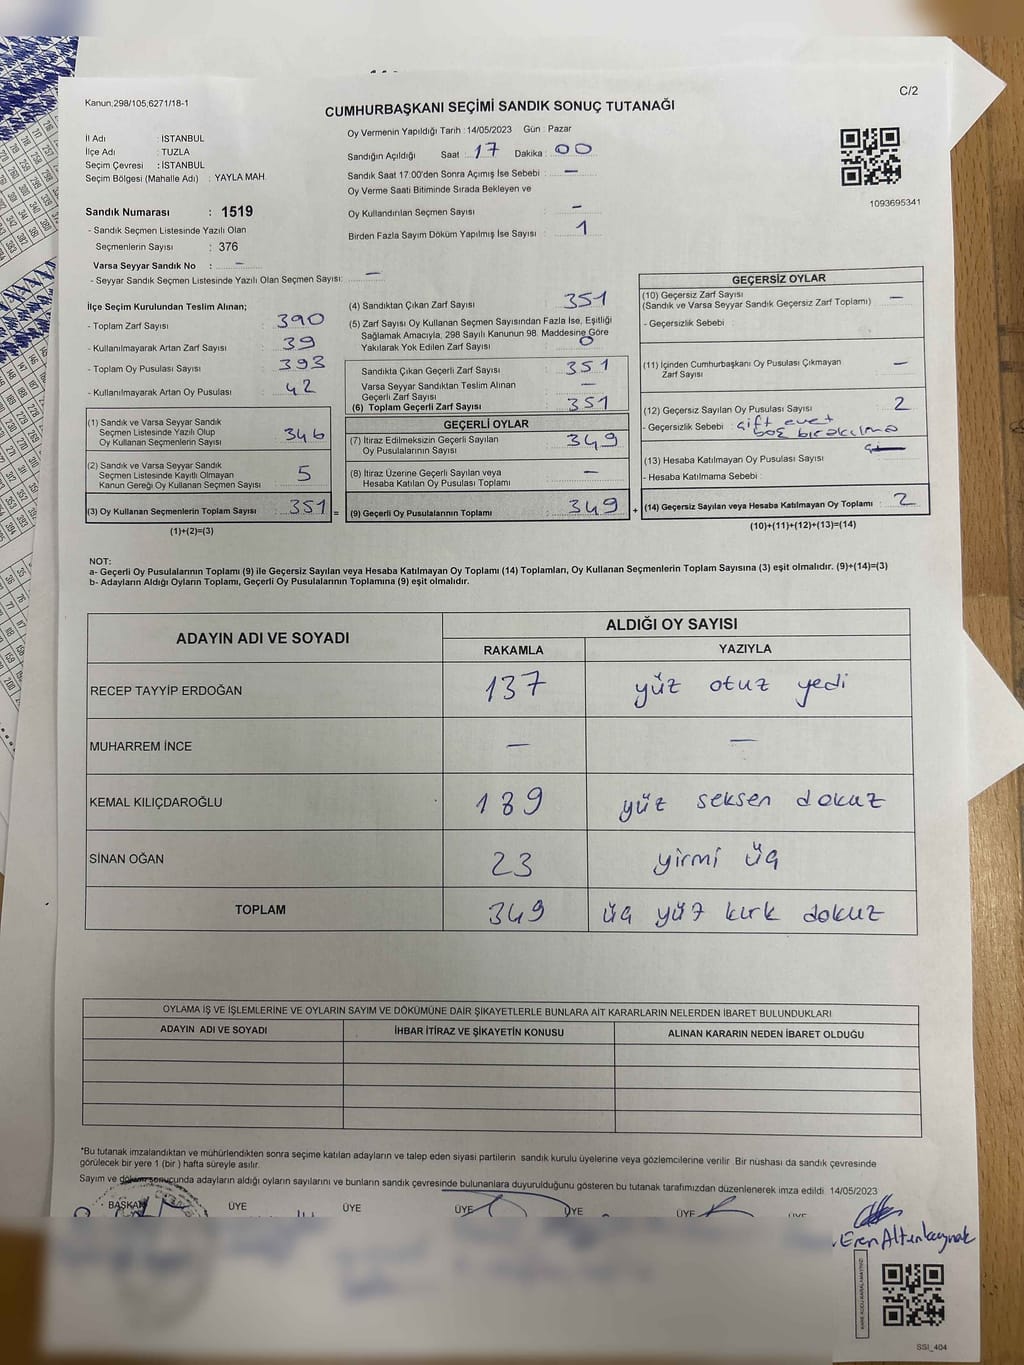 Kanun,298/105;6271/18-1
C/2
CUMHURBAŞKANI SEÇİMİ SANDIK SONUÇ TUTANAĞI
İl Adı : İSTANBUL
İlçe Adı : TUZLA
Seçim Çevresi : İSTANBUL
Seçim Bölgesi (Mahalle Adı) : YAYLA MAH.
Oy Vermenin Yapıldığı Tarih : 14/05/2023 Gün : Pazar
Sandığın Açıldığı Saat : 17 Dakika : 00
Sandık Saat 17:00'den Sonra Açımış İse Sebebi : —
Oy Verme Saati Bitiminde Sırada Bekleyen ve
Oy Kullandırılan Seçmen Sayısı : –
Birden Fazla Sayım Döküm Yapılmış İse Sayısı : 1
1093695341
Sandık Numarası : 1519
- Sandık Seçmen Listesinde Yazılı Olan
Seçmenlerin Sayısı : 376
Varsa Seyyar Sandık No : –
- Seyyar Sandık Seçmen Listesinde Yazılı Olan Seçmen Sayısı: —
İlçe Seçim Kurulundan Teslim Alınan;
- Toplam Zarf Sayısı : 390
- Kullanılmayarak Artan Zarf Sayısı : 39
- Toplam Oy Pusulası Sayısı : 393
- Kullanılmayarak Artan Oy Pusulası : 42
(1) Sandık ve Varsa Seyyar Sandık
Seçmen Listesinde Yazılı Olup
Oy Kullanan Seçmenlerin Sayısı : 346
(2) Sandık ve Varsa Seyyar Sandık
Seçmen Listesinde Kayıtlı Olmayan
Kanun Gereği Oy Kullanan Seçmen Sayısı : 5
(3) Oy Kullanan Seçmenlerin Toplam Sayısı : 351 =
(1)+(2)=(3)
(4) Sandıktan Çıkan Zarf Sayısı : 351
(5) Zarf Sayısı Oy Kullanan Seçmen Sayısından Fazla İse, Eşitliği
Sağlamak Amacıyla, 298 Sayılı Kanunun 98. Maddesine Göre
Yakılarak Yok Edilen Zarf Sayısı : 0
Sandıkta Çıkan Geçerli Zarf Sayısı : 351
Varsa Seyyar Sandıktan Teslim Alınan
Geçerli Zarf Sayısı : —
(6) Toplam Geçerli Zarf Sayısı : 351
GEÇERLİ OYLAR
(7) İtiraz Edilmeksizin Geçerli Sayılan
Oy Pusulalarının Sayısı : 349
(8) İtiraz Üzerine Geçerli Sayılan veya
Hesaba Katılan Oy Pusulası Toplamı : —
(9) Geçerli Oy Pusulalarının Toplamı : 349 +
GEÇERSİZ OYLAR
(10) Geçersiz Zarf Sayısı
(Sandık ve Varsa Seyyar Sandık Geçersiz Zarf Toplamı) : —
- Geçersizlik Sebebi :
(11) İçinden Cumhurbaşkanı Oy Pusulası Çıkmayan
Zarf Sayısı : —
(12) Geçersiz Sayılan Oy Pusulası Sayısı : 2
- Geçersizlik Sebebi : çift evet
boş bırakılma
(13) Hesaba Katılmayan Oy Pusulası Sayısı : —
- Hesaba Katılmama Sebebi :
(14) Geçersiz Sayılan veya Hesaba Katılmayan Oy Toplamı : 2
(10)+(11)+(12)+(13)=(14)
NOT:
a- Geçerli Oy Pusulalarının Toplamı (9) ile Geçersiz Sayılan veya Hesaba Katılmayan Oy Toplamı (14) Toplamları, Oy Kullanan Seçmenlerin Toplam Sayısına (3) eşit olmalıdır. (9)+(14)=(3)
b- Adayların Aldığı Oyların Toplamı, Geçerli Oy Pusulalarının Toplamına (9) eşit olmalıdır.
ADAYIN ADI VE SOYADI
ALDIĞI OY SAYISI
RAKAMLA YAZIYLA
RECEP TAYYİP ERDOĞAN 137 yüz otuz yedi
MUHARREM İNCE — —
KEMAL KILIÇDAROĞLU 189 yüz seksen dokuz
SİNAN OĞAN 23 yirmi üç
TOPLAM 349 üç yüz kırk dokuz
OYLAMA İŞ VE İŞLEMLERİNE VE OYLARIN SAYIM VE DÖKÜMÜNE DAİR ŞİKAYETLERLE BUNLARA AİT KARARLARIN NELERDEN İBARET BULUNDUKLARI
ADAYIN ADI VE SOYADI İHBAR İTİRAZ VE ŞİKAYETİN KONUSU ALINAN KARARIN NEDEN İBARET OLDUĞU
*Bu tutanak imzalandıktan ve mühürlendikten sonra seçime katılan adayların ve talep eden siyasi partilerin sandık kurulu üyelerine veya gözlemcilerine verilir Bir nüshası da sandık çevresinde
görülecek bir yere 1 (bir ) hafta süreyle asılır.
Sayım ve döküm sonucunda adayların aldığı oyların sayılarını ve bunların sandık çevresinde bulunanlara duyurulduğunu gösteren bu tutanak tarafımızdan düzenlenerek imza edildi. 14/05/2023
BAŞKAN ÜYE ÜYE ÜYE ÜYE ÜYE ÜYE
Eren Altınkaynak
KARE KODU KARALAMAYINIZ!
SSI_404